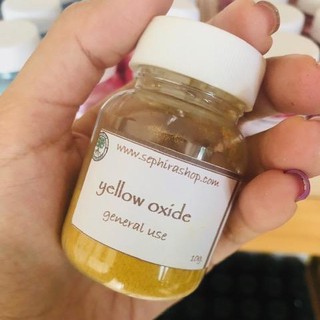 www.sephirashop.com
yellow oxide
general use
10g